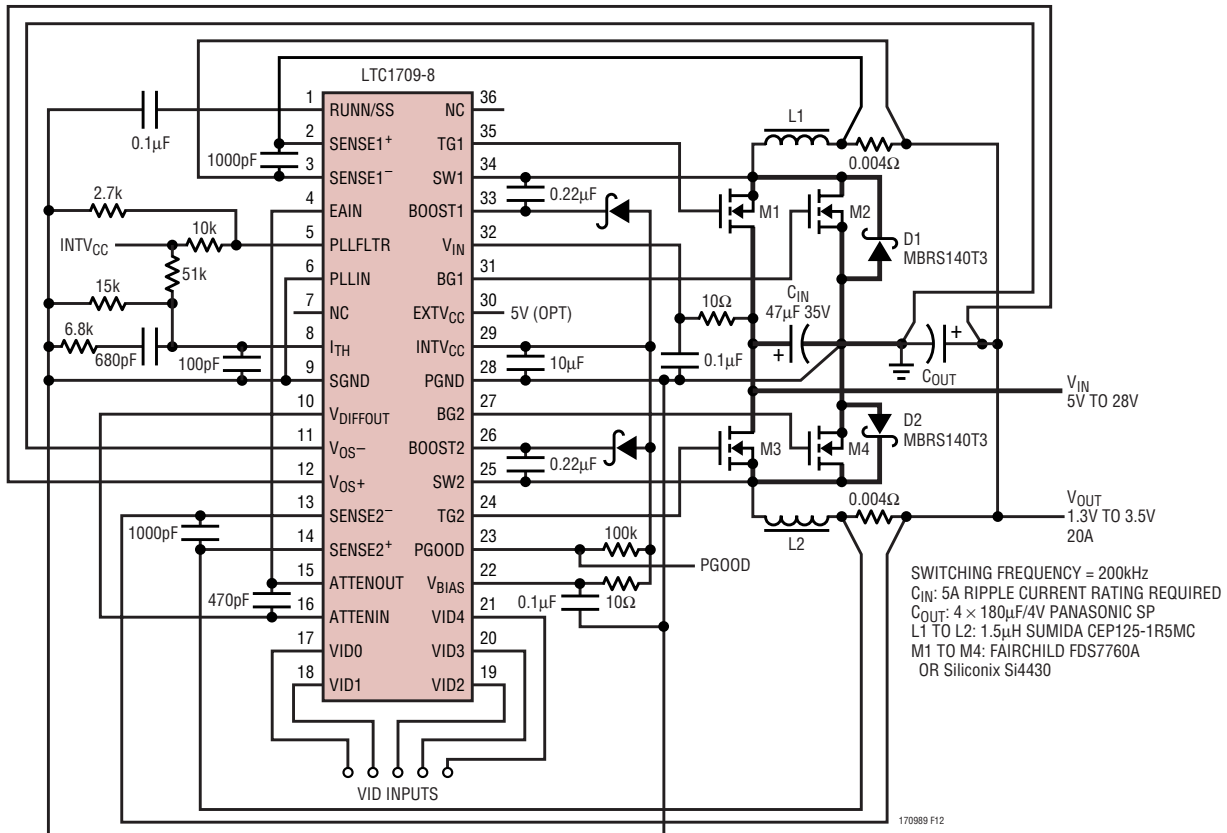 LTC1709-8
1 RUNN/SS
2 SENSE1+
3 SENSE1−
4 EAIN
5 PLLFLTR
6 PLLIN
7 NC
8 ITH
9 SGND
10 VDIFFOUT
11 VOS−
12 VOS+
13 SENSE2−
14 SENSE2+
15 ATTENOUT
16 ATTENIN
17 VID0
18 VID1
NC 36
TG1 35
SW1 34
BOOST1 33
VIN 32
BG1 31
EXTVCC 30
INTVCC 29
PGND 28
BG2 27
BOOST2 26
SW2 25
TG2 24
PGOOD 23
VBIAS 22
VID4 21
VID3 20
VID2 19
0.1µF
1000pF
2.7k
10k
INTVCC
51k
15k
6.8k
680pF
100pF
1000pF
470pF
VID INPUTS
L1
0.004Ω
0.22µF
M1
M2
D1
MBRS140T3
10Ω
CIN
47µF 35V
+
5V (OPT)
10µF
0.1µF
+
COUT
VIN
5V TO 28V
D2
MBRS140T3
M3
M4
0.22µF
0.004Ω
L2
VOUT
1.3V TO 3.5V
20A
100k
PGOOD
0.1µF
10Ω
SWITCHING FREQUENCY = 200kHz
CIN: 5A RIPPLE CURRENT RATING REQUIRED
COUT: 4 × 180µF/4V PANASONIC SP
L1 TO L2: 1.5µH SUMIDA CEP125-1R5MC
M1 TO M4: FAIRCHILD FDS7760A
OR Siliconix Si4430
170989 F12